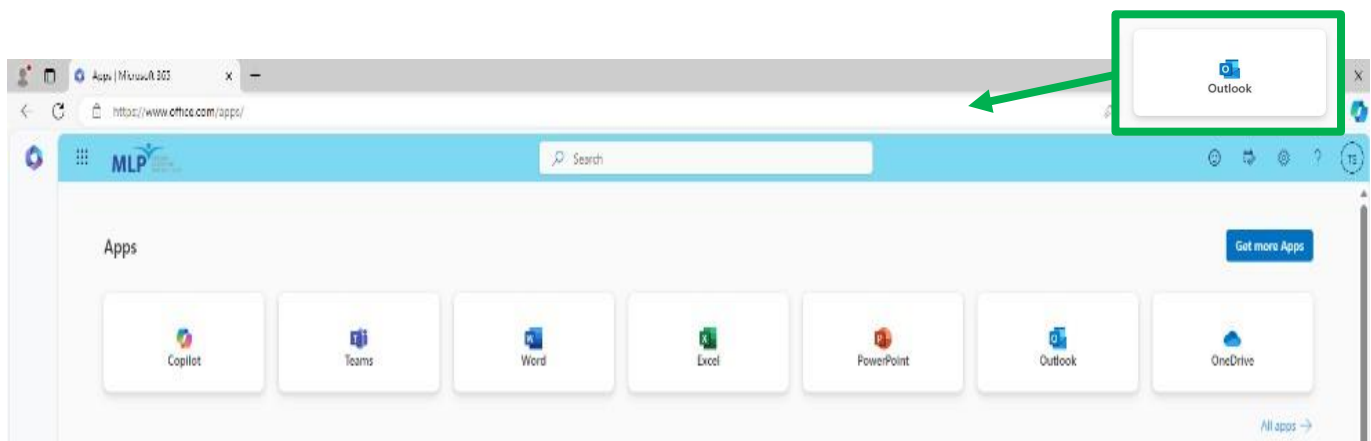 Outlook
Apps | Microsoft 365
https://www.office.com/apps/
MLP
Search
TS
Apps
Get more Apps
Copilot
Teams
Word
Excel
PowerPoint
Outlook
OneDrive
All apps →